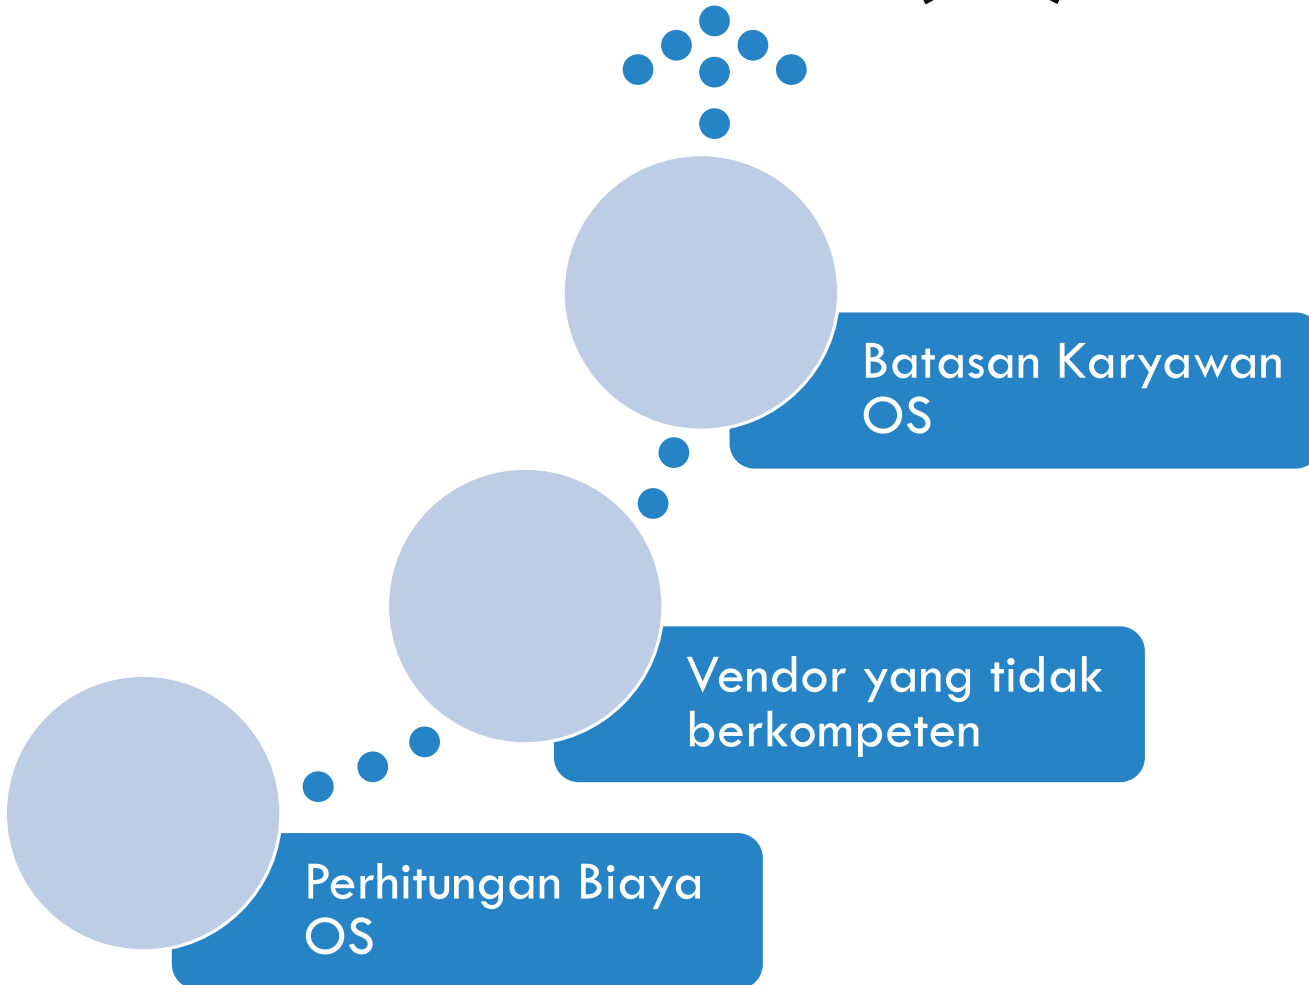 Batasan Karyawan
OS
Vendor yang tidak
berkompeten
Perhitungan Biaya
OS